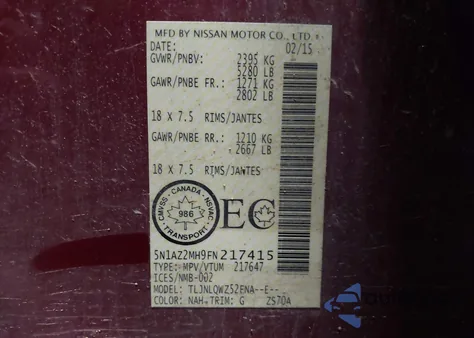 MFD BY NISSAN MOTOR CO., LTD.
DATE: 02/15
GVWR/PNBV: 2395 KG
5280 LB
GAWR/PNBE FR.: 1271 KG
2802 LB
18 X 7.5 RIMS/JANTES
GAWR/PNBE RR.: 1210 KG
2667 LB
18 X 7.5 RIMS/JANTES
CMVSS - CANADA - NSVAC
986
TRANSPORT
EC
5N1AZ2MH9FN217415
TYPE: MPV/VTUM 217647
ICES/NMB-002
MODEL: TLJNLQWZ52ENA--E--
COLOR: NAH TRIM: G ZS70A